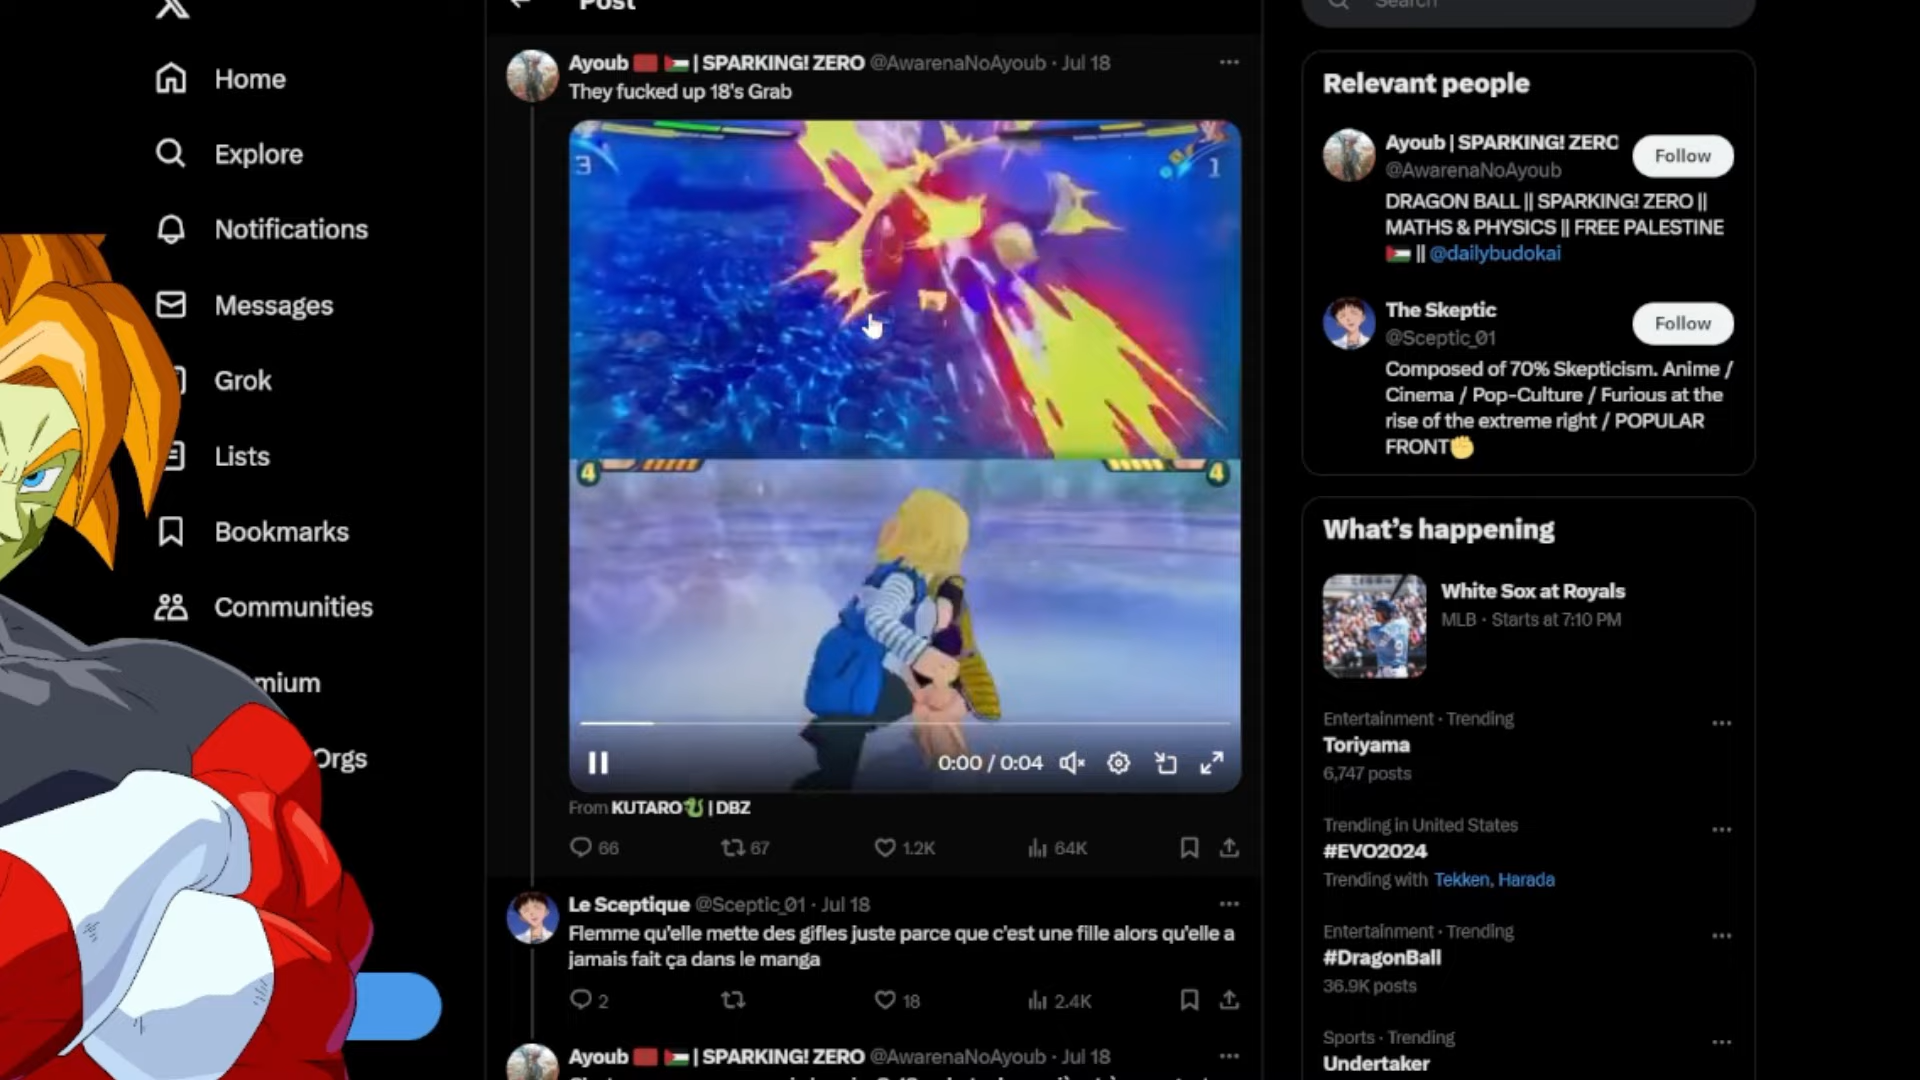 Post
Search
Home
Explore
Notifications
Messages
Grok
Lists
Bookmarks
Communities
mium
Orgs
Ayoub | SPARKING! ZERO @AwarenaNoAyoub · Jul 18
They fucked up 18's Grab
3
1
4
4
0:00 / 0:04
From KUTARO | DBZ
66
67
1.2K
64K
Le Sceptique @Sceptic_01 · Jul 18
Flemme qu'elle mette des gifles juste parce que c'est une fille alors qu'elle a
jamais fait ça dans le manga
2
18
2.4K
Ayoub | SPARKING! ZERO @AwarenaNoAyoub · Jul 18
Relevant people
Ayoub | SPARKING! ZERO
Follow
@AwarenaNoAyoub
DRAGON BALL || SPARKING! ZERO ||
MATHS & PHYSICS || FREE PALESTINE
|| @dailybudokai
The Skeptic
Follow
@Sceptic_01
Composed of 70% Skepticism. Anime /
Cinema / Pop-Culture / Furious at the
rise of the extreme right / POPULAR
FRONT✊
What's happening
White Sox at Royals
MLB · Starts at 7:10 PM
Entertainment · Trending
Toriyama
6,747 posts
Trending in United States
#EVO2024
Trending with Tekken, Harada
Entertainment · Trending
#DragonBall
36.9K posts
Sports · Trending
Undertaker